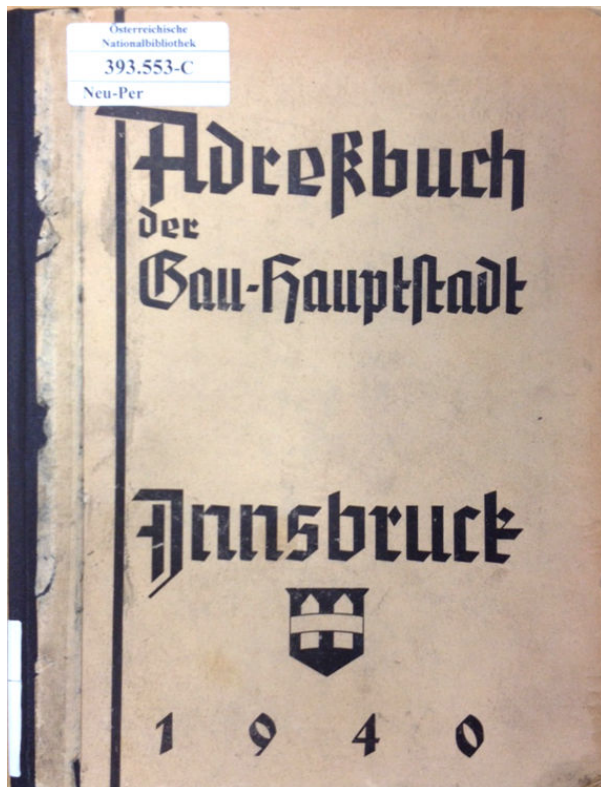 Österreichische
Nationalbibliothek
393.553-C
Neu-Per
Adreßbuch
der
Gau-Hauptstadt
Innsbruck
1940